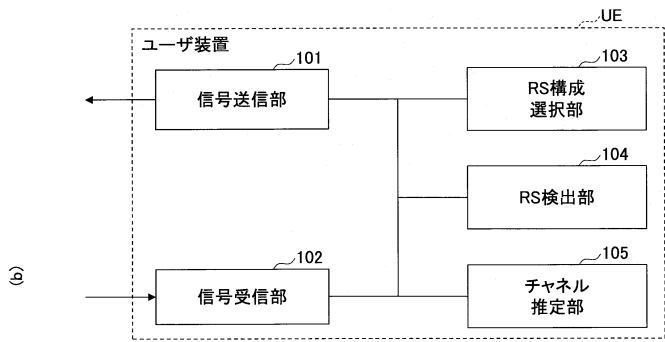 UE
ユーザ装置
101
信号送信部
103
RS構成
選択部
104
RS検出部
102
信号受信部
105
チャネル
推定部
(b)